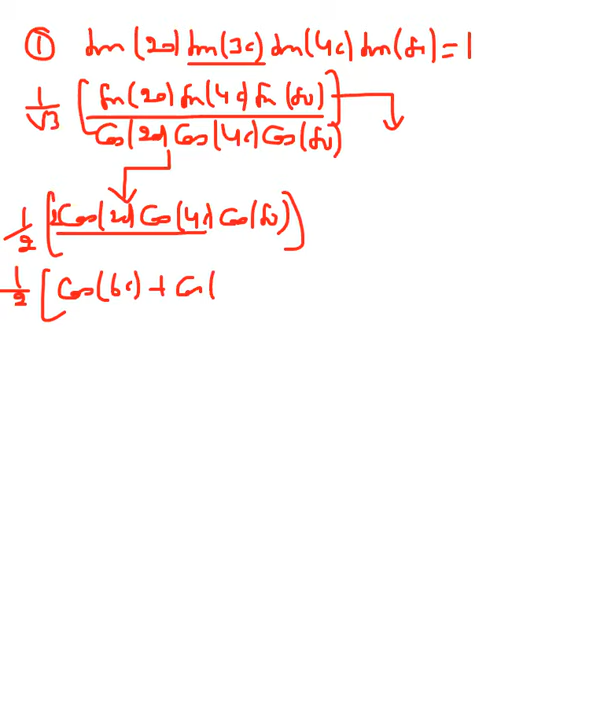 ① tan(20) tan(30) tan(40) tan(80) = 1
1/√3 [ Sin(20) Sin(40) Sin(80) / Cos(20) Cos(40) Cos(80) ]
1/2 [ 2Cos(20) Cos(40) Cos(80) ]
1/2 [ Cos(60) + Cos(